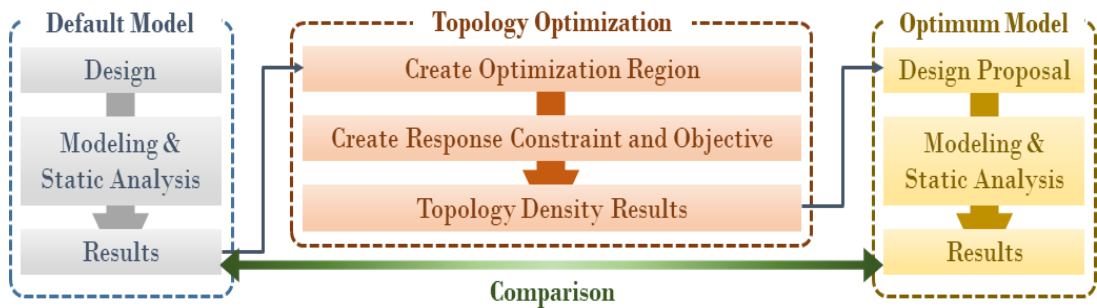 Default Model
Design
Modeling &
Static Analysis
Results
Topology Optimization
Create Optimization Region
Create Response Constraint and Objective
Topology Density Results
Optimum Model
Design Proposal
Modeling &
Static Analysis
Results
Comparison